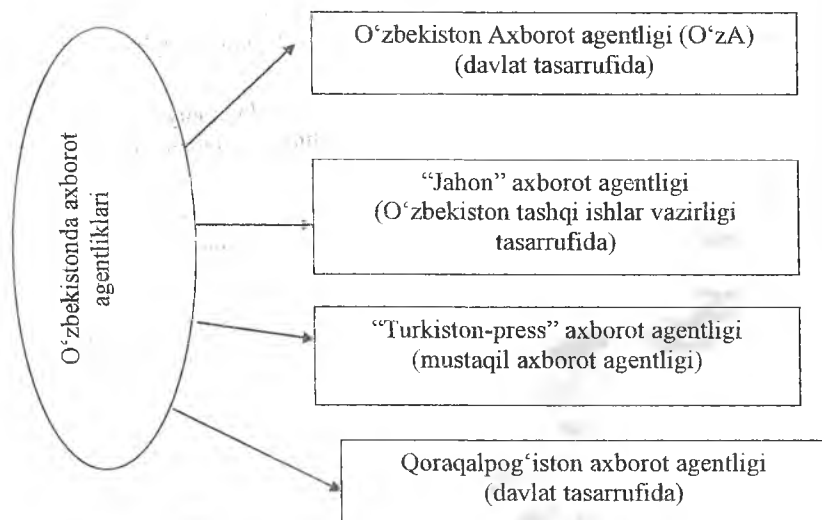 O‘zbekistonda axborot
agentliklari
O‘zbekiston Axborot agentligi (O‘zA)
(davlat tasarrufida)
“Jahon” axborot agentligi
(O‘zbekiston tashqi ishlar vazirligi
tasarrufida)
“Turkiston-press” axborot agentligi
(mustaqil axborot agentligi)
Qoraqalpog‘iston axborot agentligi
(davlat tasarrufida)